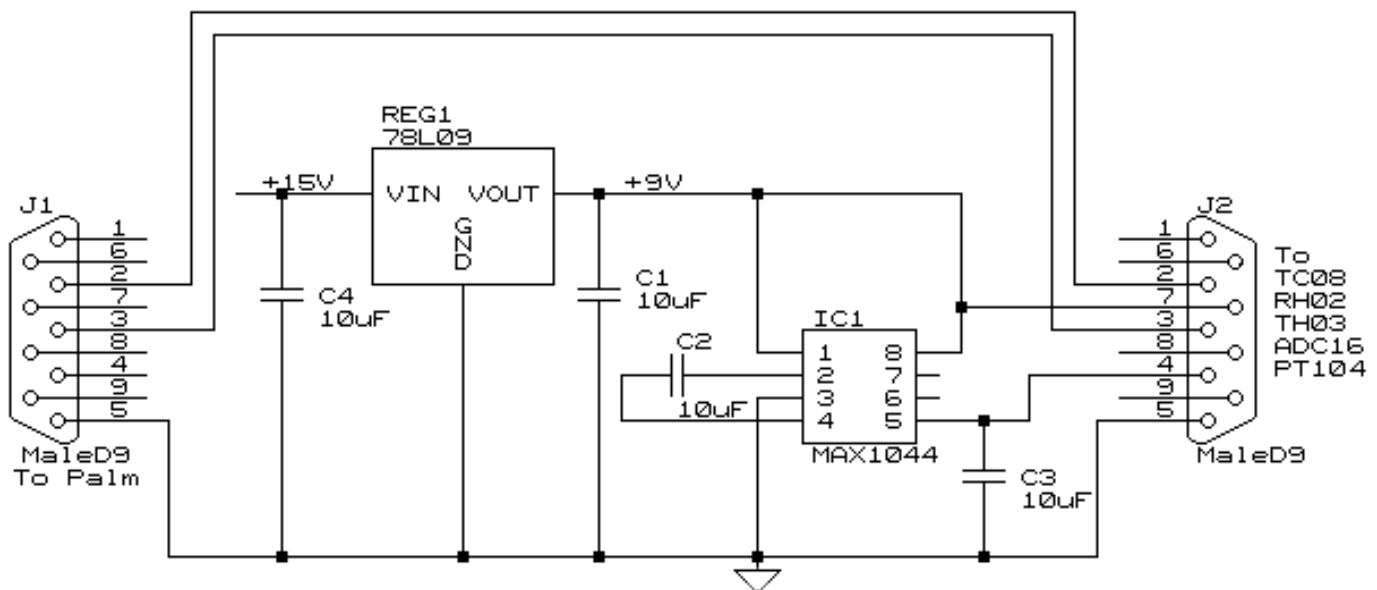 REG1
78L09
+15V
VIN
VOUT
GND
+9V
J1
1
6
2
7
3
8
4
9
5
MaleD9
To Palm
C4
10uF
C1
10uF
C2
10uF
IC1
1
8
2
7
3
6
4
5
MAX1044
C3
10uF
J2
1
6
2
7
3
8
4
9
5
MaleD9
To
TC08
RH02
TH03
ADC16
PT104